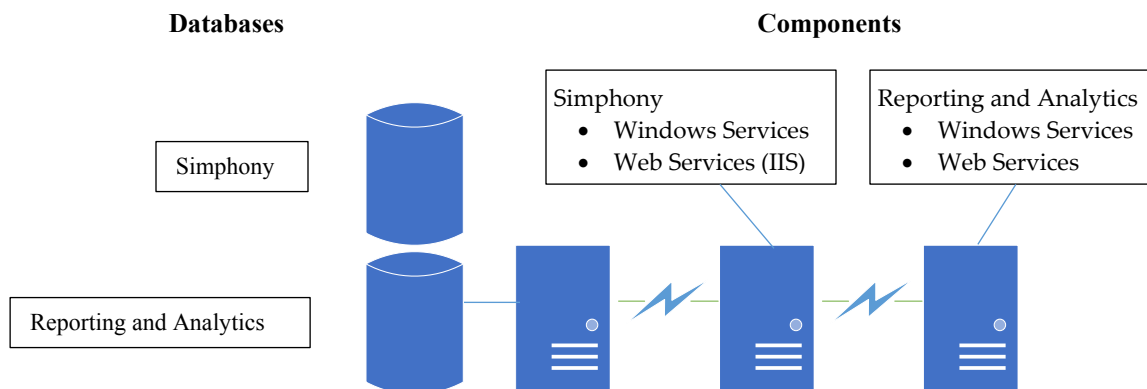 Databases
Components
Simphony
• Windows Services
• Web Services (IIS)
Reporting and Analytics
• Windows Services
• Web Services
Simphony
Reporting and Analytics